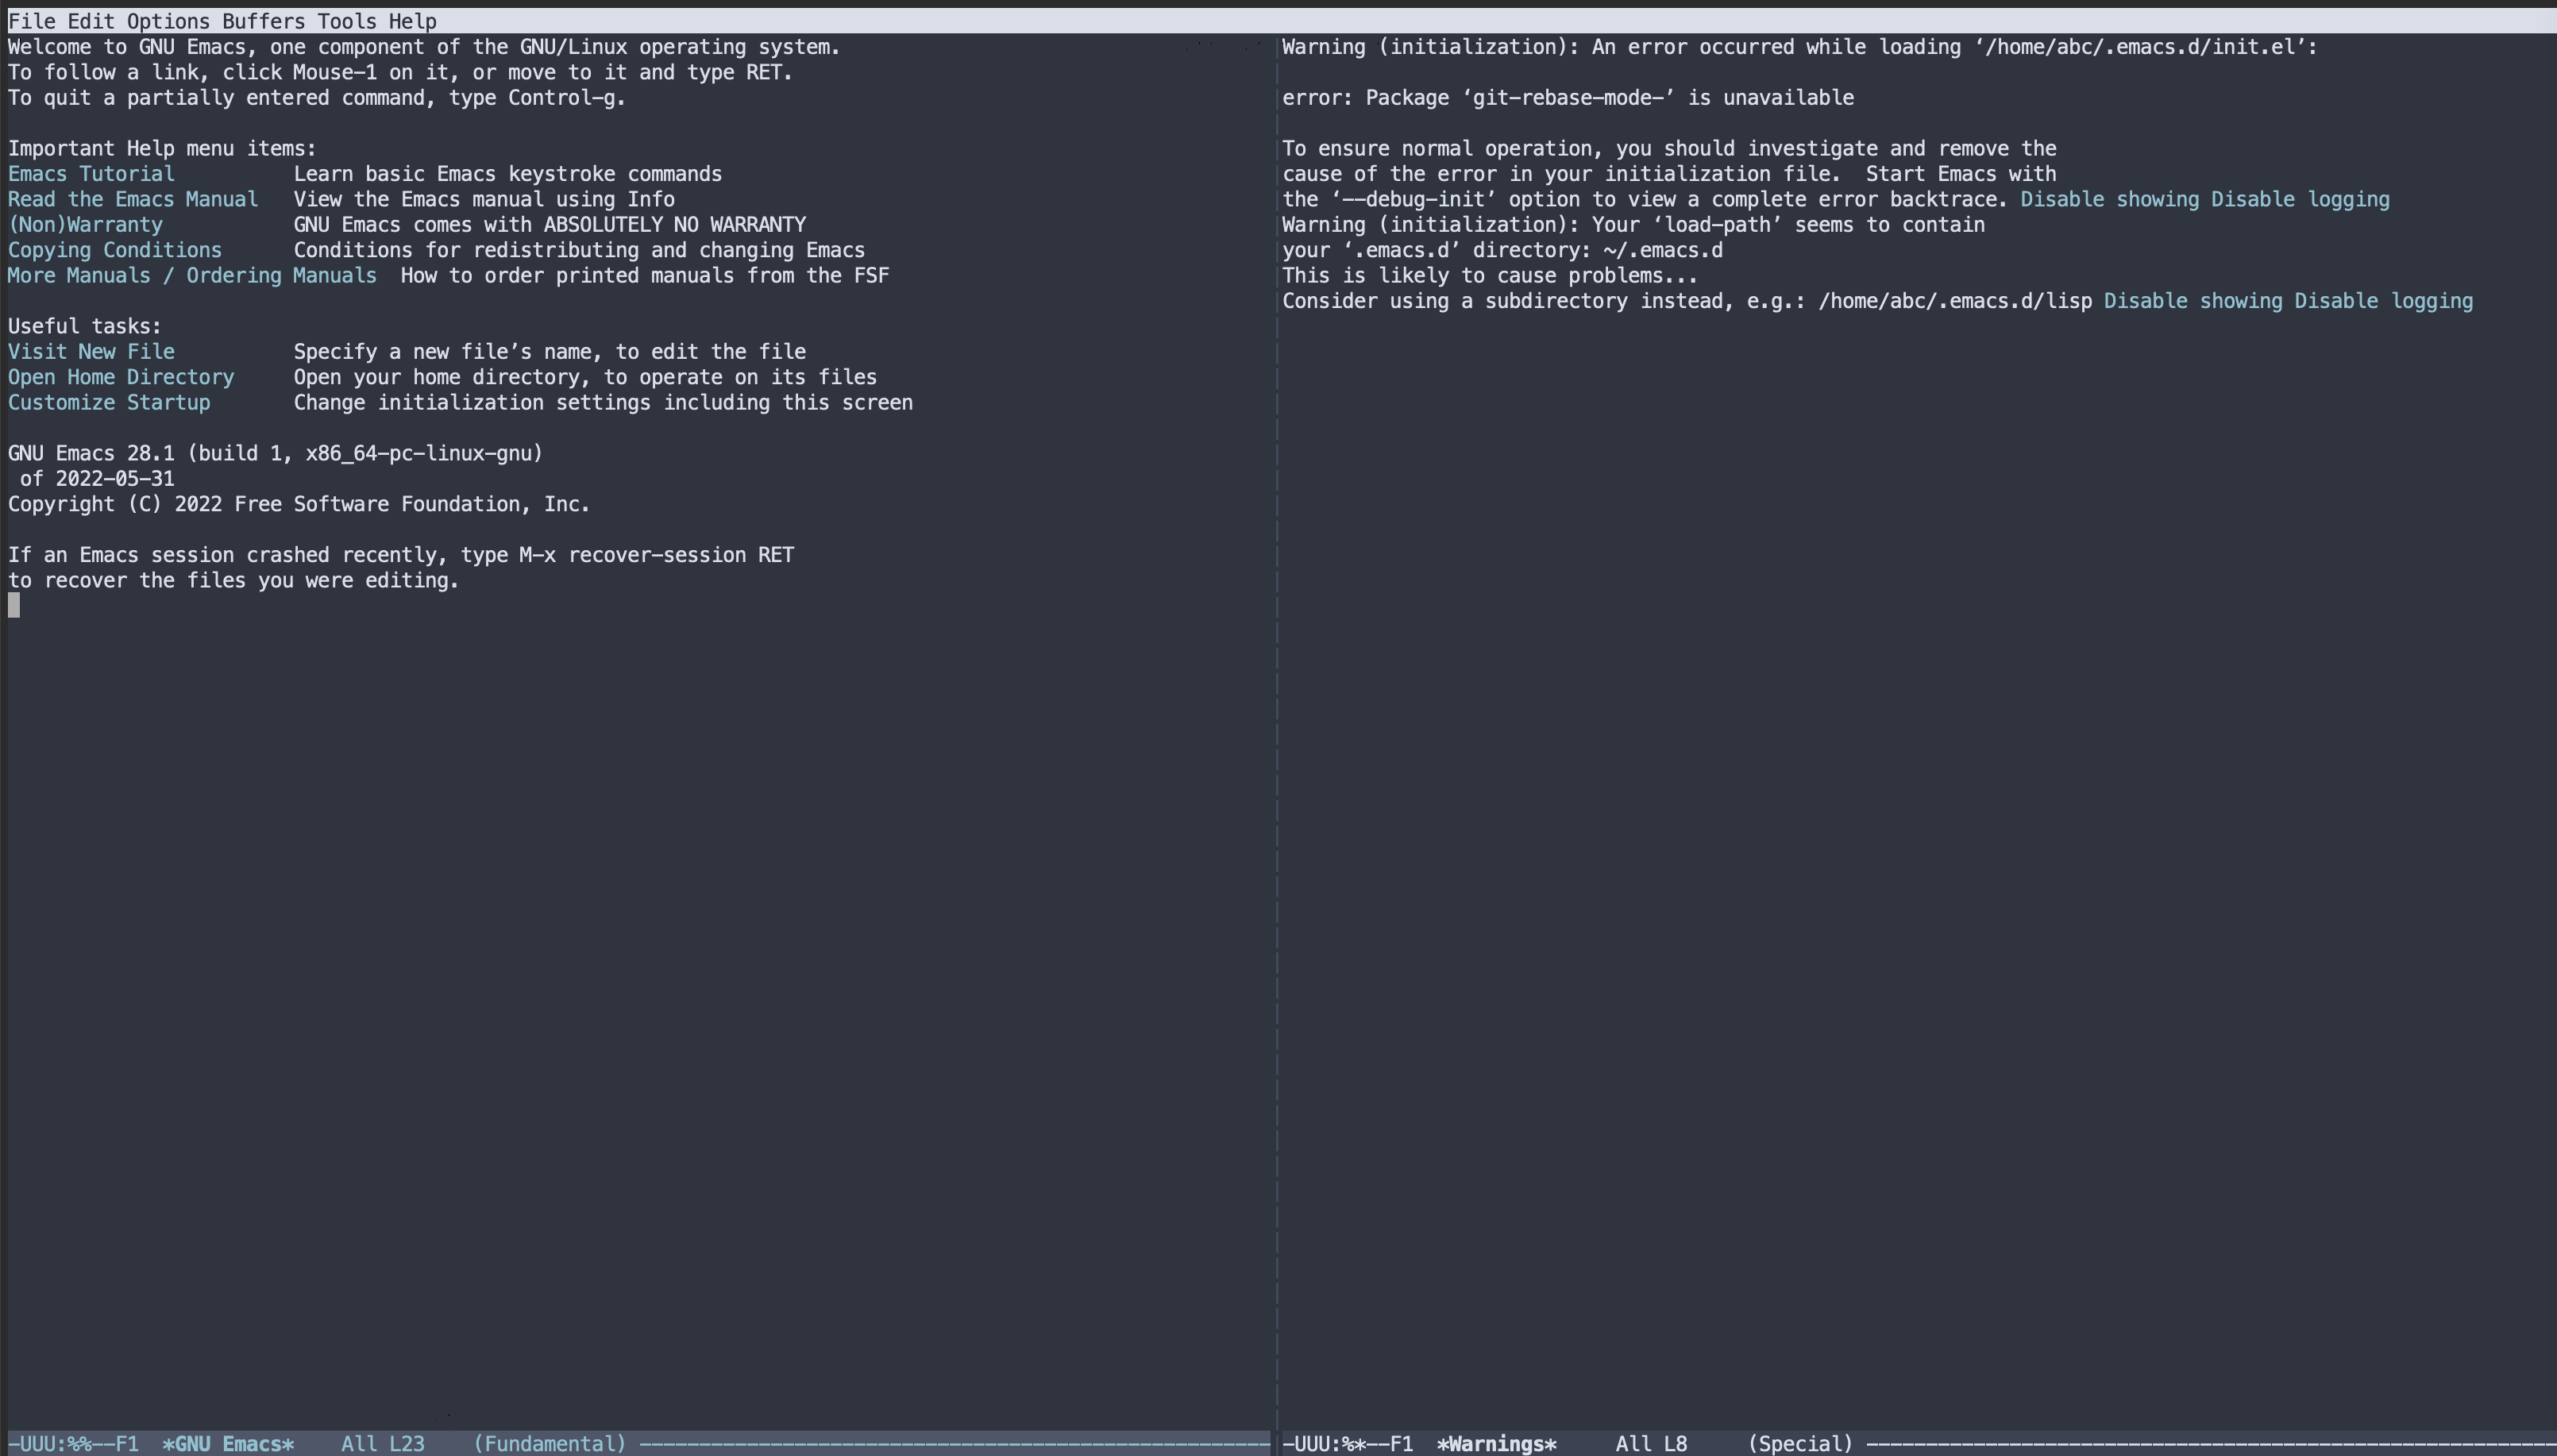 File Edit Options Buffers Tools Help
Welcome to GNU Emacs, one component of the GNU/Linux operating system.
To follow a link, click Mouse-1 on it, or move to it and type RET.
To quit a partially entered command, type Control-g.
Important Help menu items:
Emacs Tutorial Learn basic Emacs keystroke commands
Read the Emacs Manual View the Emacs manual using Info
(Non)Warranty GNU Emacs comes with ABSOLUTELY NO WARRANTY
Copying Conditions Conditions for redistributing and changing Emacs
More Manuals / Ordering Manuals How to order printed manuals from the FSF
Useful tasks:
Visit New File Specify a new file’s name, to edit the file
Open Home Directory Open your home directory, to operate on its files
Customize Startup Change initialization settings including this screen
GNU Emacs 28.1 (build 1, x86_64-pc-linux-gnu)
of 2022-05-31
Copyright (C) 2022 Free Software Foundation, Inc.
If an Emacs session crashed recently, type M-x recover-session RET
to recover the files you were editing.
-UUU:%%--F1 *GNU Emacs* All L23 (Fundamental)
Warning (initialization): An error occurred while loading ‘/home/abc/.emacs.d/init.el’:
error: Package ‘git-rebase-mode-’ is unavailable
To ensure normal operation, you should investigate and remove the
cause of the error in your initialization file. Start Emacs with
the ‘--debug-init’ option to view a complete error backtrace. Disable showing Disable logging
Warning (initialization): Your ‘load-path’ seems to contain
your ‘.emacs.d’ directory: ~/.emacs.d
This is likely to cause problems...
Consider using a subdirectory instead, e.g.: /home/abc/.emacs.d/lisp Disable showing Disable logging
-UUU:%*--F1 *Warnings* All L8 (Special)